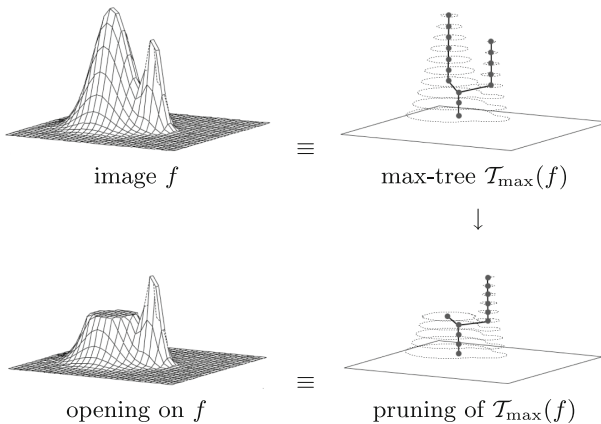 ≡
image f
max-tree 𝒯max(f)
↓
≡
opening on f
pruning of 𝒯max(f)